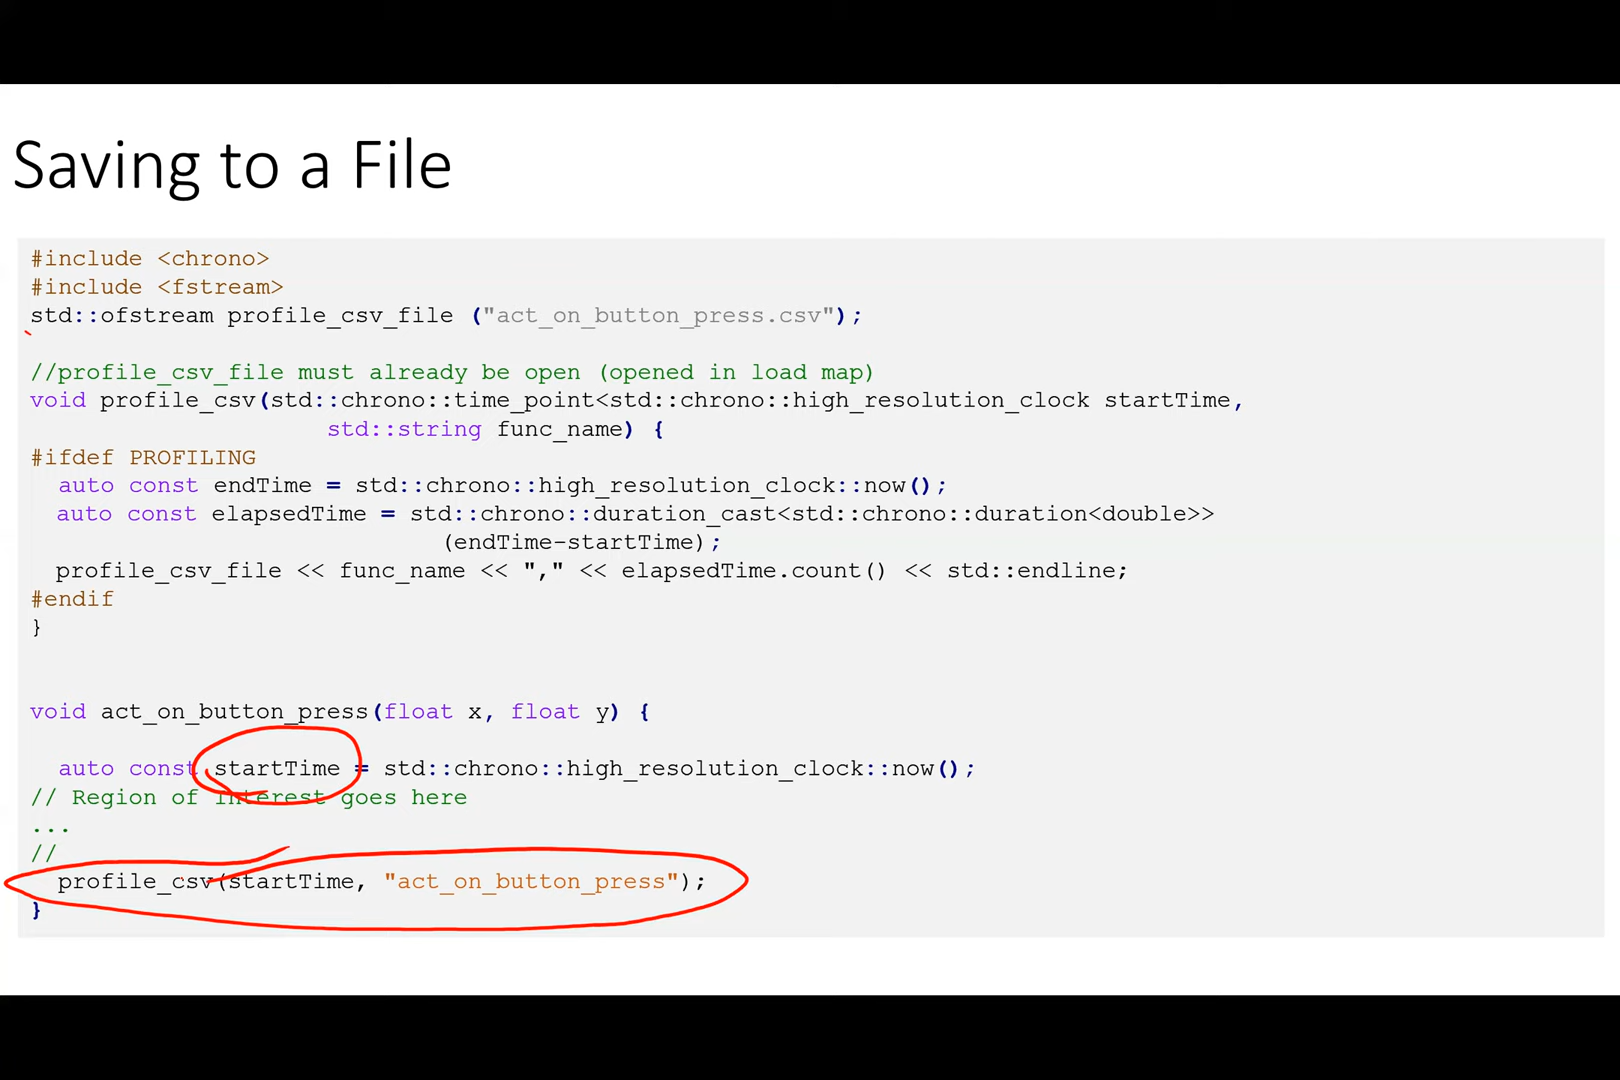 Saving to a File
#include <chrono>
#include <fstream>
std::ofstream profile_csv_file ("act_on_button_press.csv");
//profile_csv_file must already be open (opened in load map)
void profile_csv(std::chrono::time_point<std::chrono::high_resolution_clock startTime,
std::string func_name) {
#ifdef PROFILING
auto const endTime = std::chrono::high_resolution_clock::now();
auto const elapsedTime = std::chrono::duration_cast<std::chrono::duration<double>>
(endTime-startTime);
profile_csv_file << func_name << "," << elapsedTime.count() << std::endline;
#endif
}
void act_on_button_press(float x, float y) {
auto const startTime = std::chrono::high_resolution_clock::now();
// Region of interest goes here
...
//
profile_csv(startTime, "act_on_button_press");
}